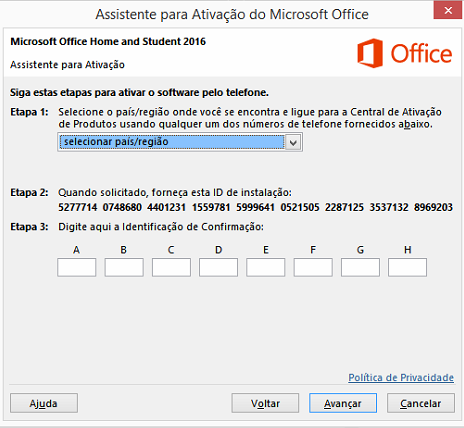 Assistente para Ativação do Microsoft Office
Microsoft Office Home and Student 2016
Assistente para Ativação
Office
Siga estas etapas para ativar o software pelo telefone.
Etapa 1: Selecione o país/região onde você se encontra e ligue para a Central de Ativação
de Produtos usando qualquer um dos números de telefone fornecidos abaixo.
selecionar país/região
Etapa 2: Quando solicitado, forneça esta ID de instalação:
5277714 0748680 4401231 1559781 5999641 0521505 2287125 3537132 8969203
Etapa 3: Digite aqui a Identificação de Confirmação:
A B C D E F G H
Política de Privacidade
Ajuda Voltar Avançar Cancelar